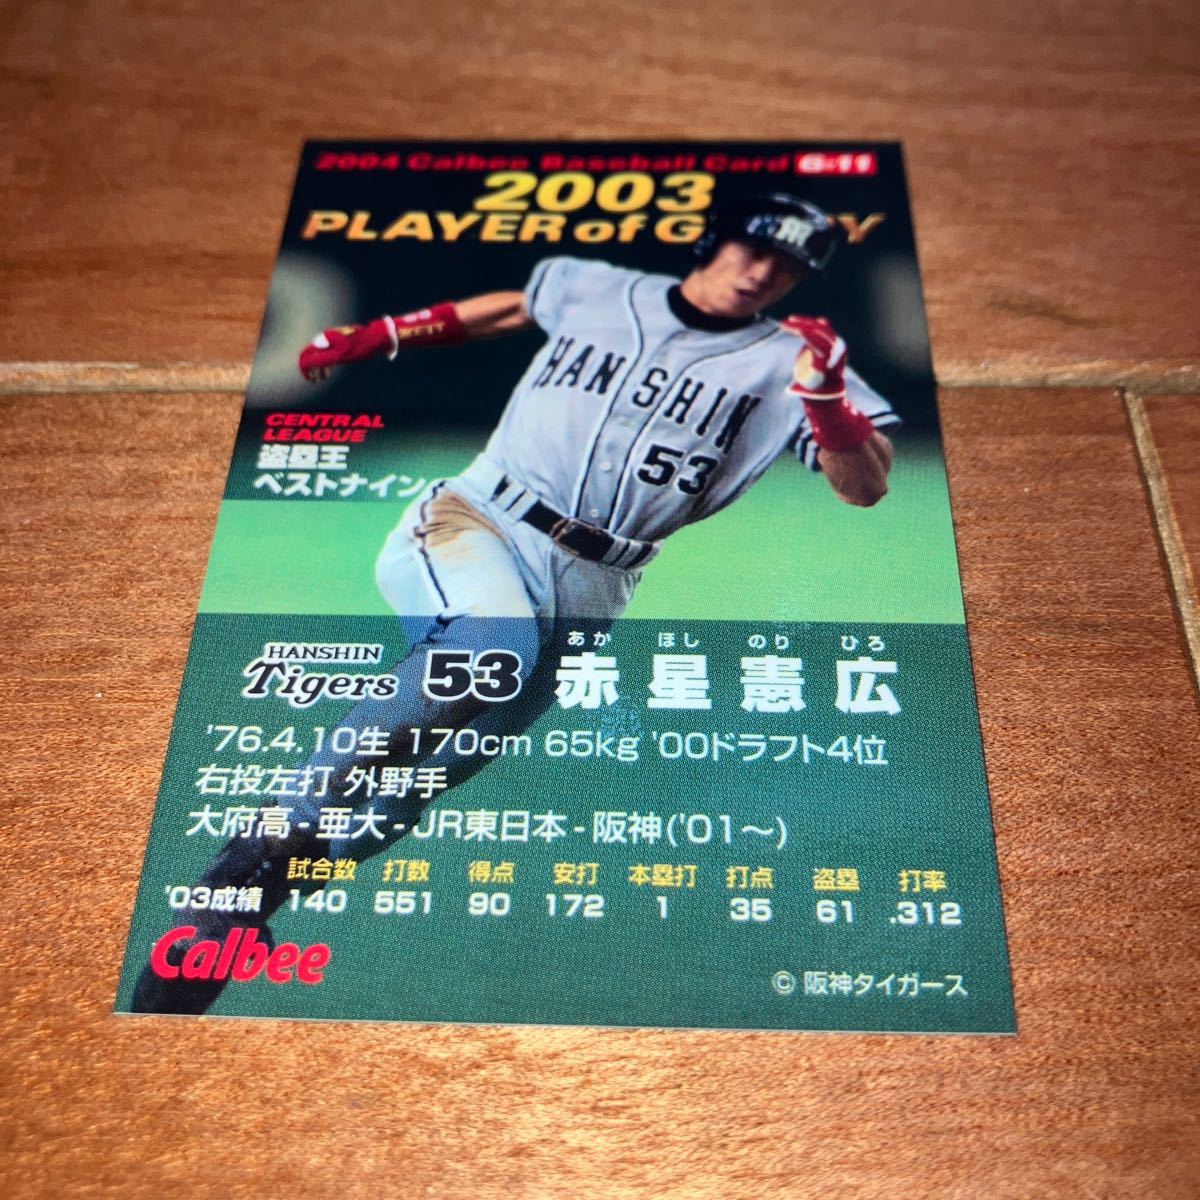 2004 Calbee Baseball Card G-11
2003
PLAYER of G RY
HANSHIN
53
CENTRAL
LEAGUE
盗塁王
ベストナイン
HANSHIN
Tigers
53
あか ほし のり ひろ
赤星憲広
'76.4.10生 170cm 65kg '00ドラフト4位
右投左打 外野手
大府高-亜大-JR東日本-阪神('01～)
試合数 打数 得点 安打 本塁打 打点 盗塁 打率
'03成績 140 551 90 172 1 35 61 .312
Calbee
© 阪神タイガース